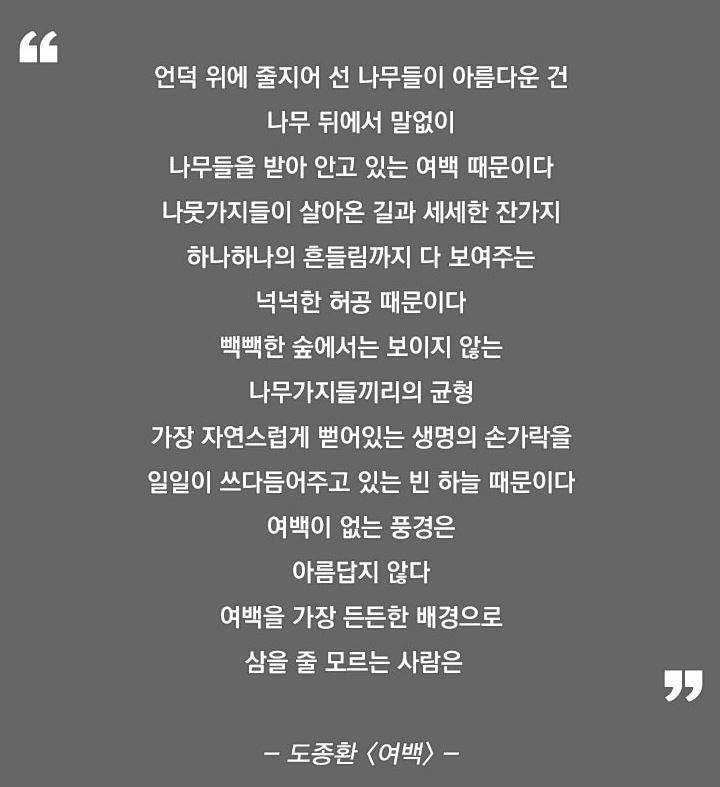 “
언덕 위에 줄지어 선 나무들이 아름다운 건
나무 뒤에서 말없이
나무들을 받아 안고 있는 여백 때문이다
나뭇가지들이 살아온 길과 세세한 잔가지
하나하나의 흔들림까지 다 보여주는
넉넉한 허공 때문이다
빽빽한 숲에서는 보이지 않는
나무가지들끼리의 균형
가장 자연스럽게 뻗어있는 생명의 손가락을
일일이 쓰다듬어주고 있는 빈 하늘 때문이다
여백이 없는 풍경은
아름답지 않다
여백을 가장 든든한 배경으로
삼을 줄 모르는 사람은
”
– 도종환 〈여백〉 –